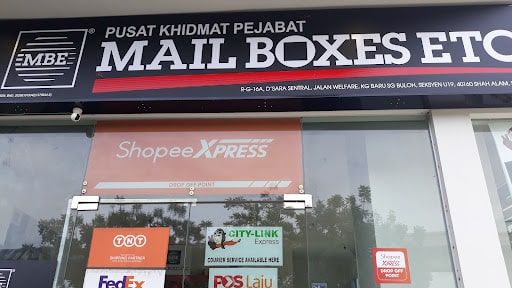 MBE
®
PUSAT KHIDMAT PEJABAT
MAIL BOXES ETC
R-G-16A, D'SARA SENTRAL, JALAN WELFARE, KG BARU SG BULOH, SEKSYEN U19, 40160 SHAH ALAM,
Shopee XPRESS
DROP OFF POINT
TNT
SHIPPING PARTNER
CITY-LINK
Express
COURIER SERVICE AVAILABLE HERE
Shopee
XPRESS
DROP OFF
POINT
FedEx
POS Laju